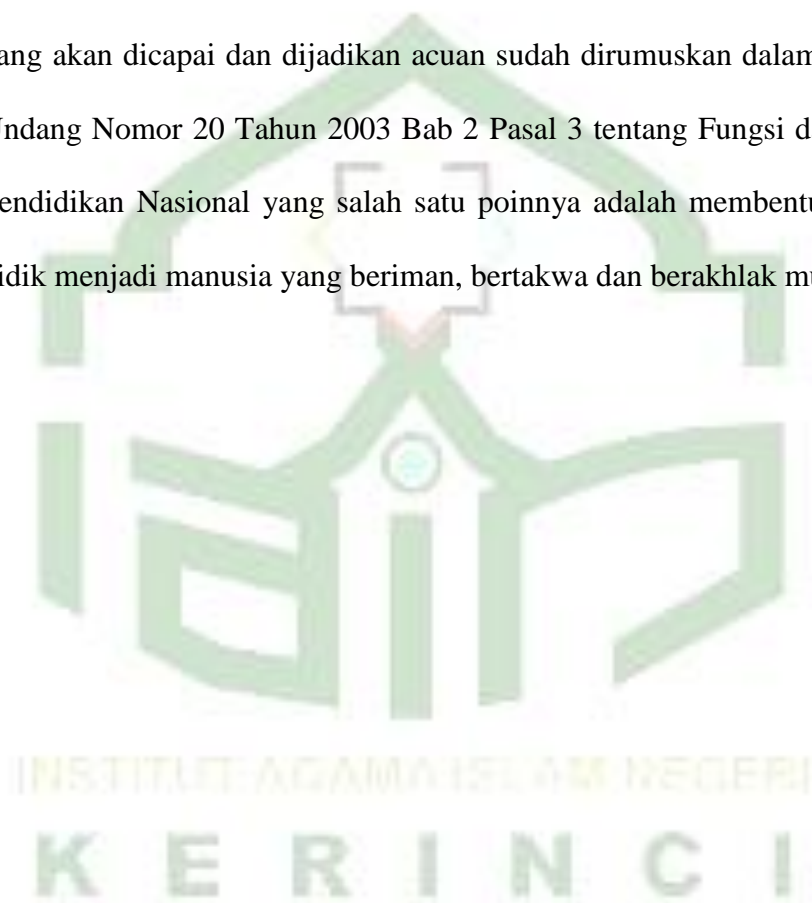 ang akan dicapai dan dijadikan acuan sudah dirumuskan dalam
Undang Nomor 20 Tahun 2003 Bab 2 Pasal 3 tentang Fungsi d
endidikan Nasional yang salah satu poinnya adalah membentu
idik menjadi manusia yang beriman, bertakwa dan berakhlak mu
INSTITUT AGAMA ISLAM NEGERI
K E R I N C I